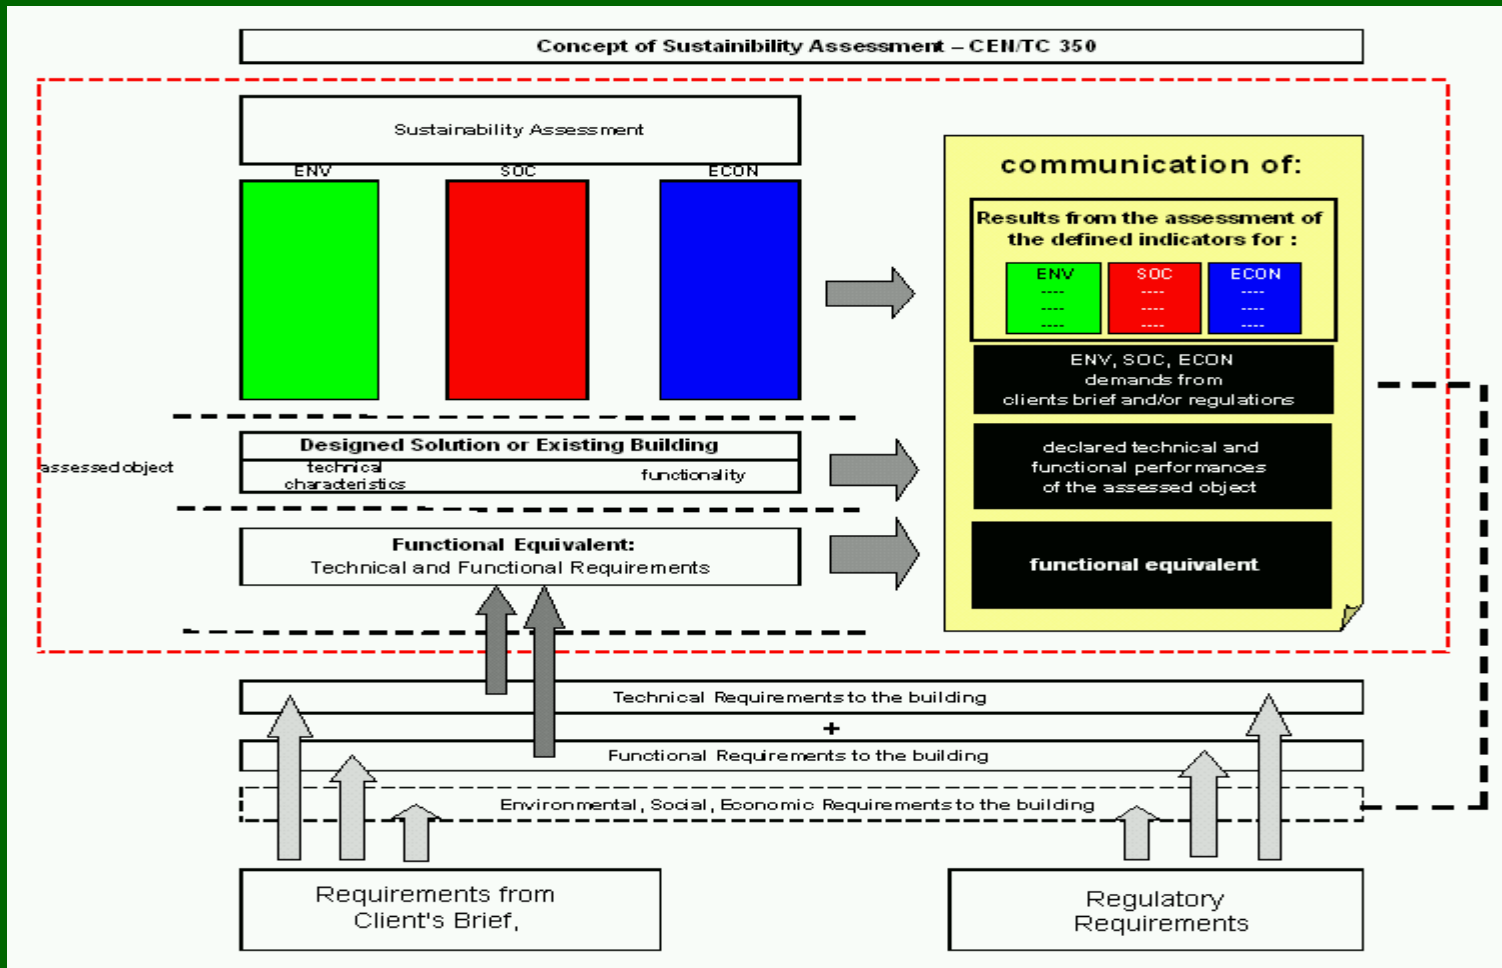 Concept of Sustainibility Assessment – CEN/TC 350
Sustainability Assessment
ENV SOC ECON
communication of:
Results from the assessment of
the defined indicators for :
ENV SOC ECON
---- ---- ----
---- ---- ----
---- ---- ----
ENV, SOC, ECON
demands from
clients brief and/or regulations
assessed object
Designed Solution or Existing Building
technical
characteristics
functionality
declared technical and
functional performances
of the assessed object
Functional Equivalent:
Technical and Functional Requirements
functional equivalent
Technical Requirements to the building
+
Functional Requirements to the building
Environmental, Social, Economic Requirements to the building
Requirements from
Client's Brief,
Regulatory
Requirements